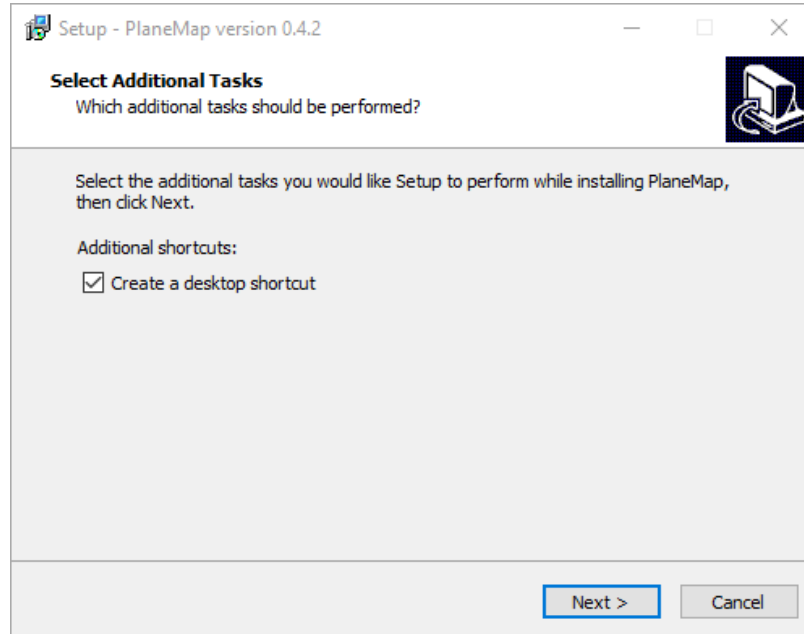 Setup - PlaneMap version 0.4.2
Select Additional Tasks
Which additional tasks should be performed?
Select the additional tasks you would like Setup to perform while installing PlaneMap,
then click Next.
Additional shortcuts:
Create a desktop shortcut
Next >
Cancel